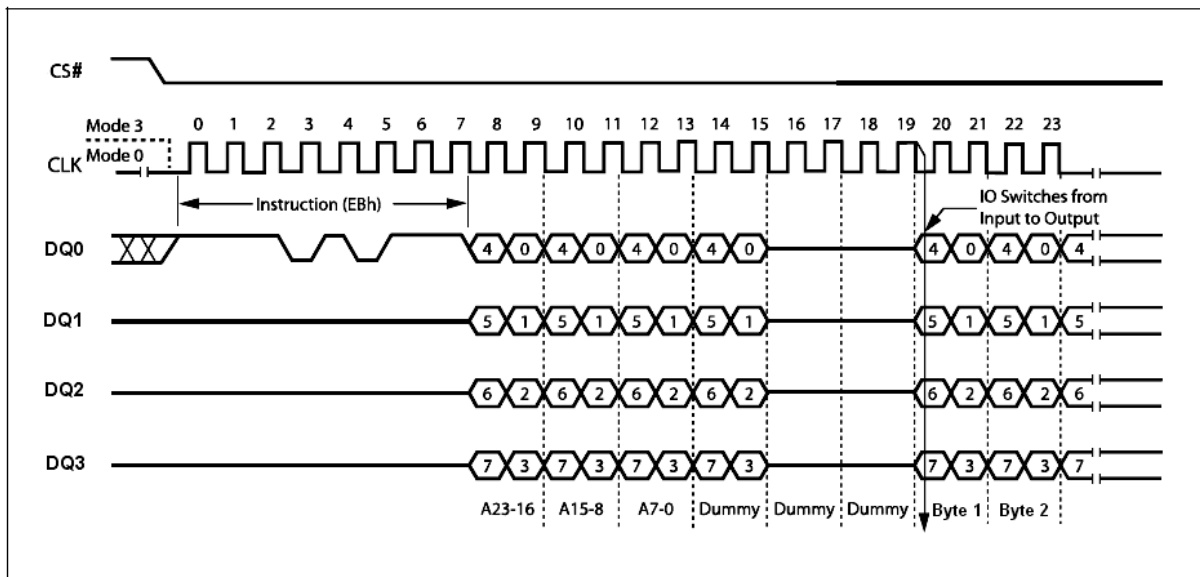 CS#
Mode 3
0 1 2 3 4 5 6 7 8 9 10 11 12 13 14 15 16 17 18 19 20 21 22 23
CLK
Mode 0
Instruction (EBh)
IO Switches from
Input to Output
DQ0
4 0 4 0 4 0 4 0 4 0 4 0 4
DQ1
5 1 5 1 5 1 5 1 5 1 5 1 5
DQ2
6 2 6 2 6 2 6 2 6 2 6 2 6
DQ3
7 3 7 3 7 3 7 3 7 3 7 3 7
A23-16 A15-8 A7-0 Dummy Dummy Dummy Byte 1 Byte 2